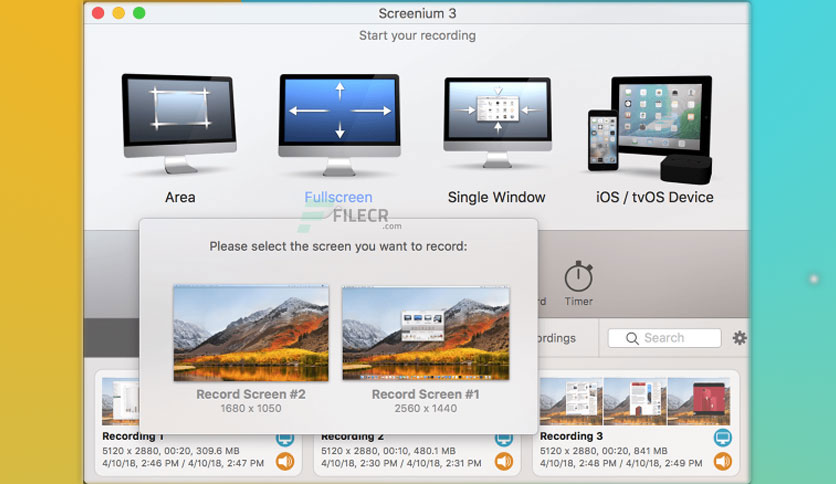 Screenium 3
Start your recording
Area
Fullscreen
Single Window
iOS / tvOS Device
FILECR
.com
Please select the screen you want to record:
Record Screen #2
1680 x 1050
Record Screen #1
2560 x 1440
Timer
Search
Recording 1
5120 x 2880, 00:20, 309.6 MB
4/10/18, 2:46 PM / 4/10/18, 2:47 PM
Recording 2
5120 x 2880, 00:10, 480.1 MB
4/10/18, 2:30 PM / 4/10/18, 2:31 PM
Recording 3
5120 x 2880, 00:20, 841 MB
4/10/18, 2:48 PM / 4/10/18, 2:49 PM